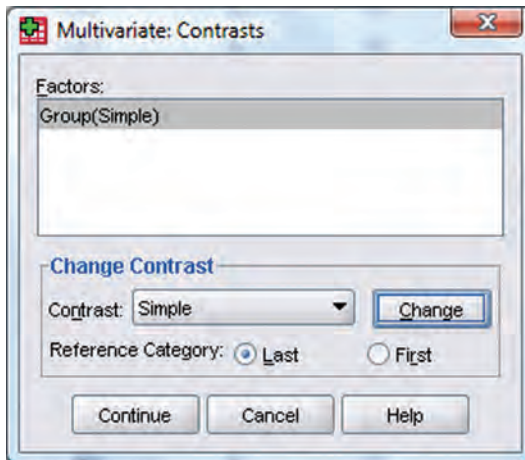 Multivariate: Contrasts
Factors:
Group(Simple)
Change Contrast
Contrast: Simple Change
Reference Category: Last First
Continue Cancel Help